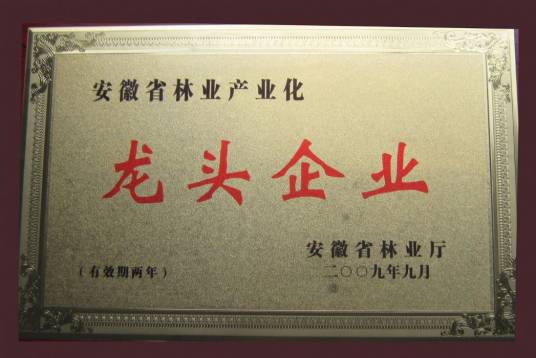 安徽省林业产业化
龙头企业
安徽省林业厅
(有效期两年)
二〇〇九年九月